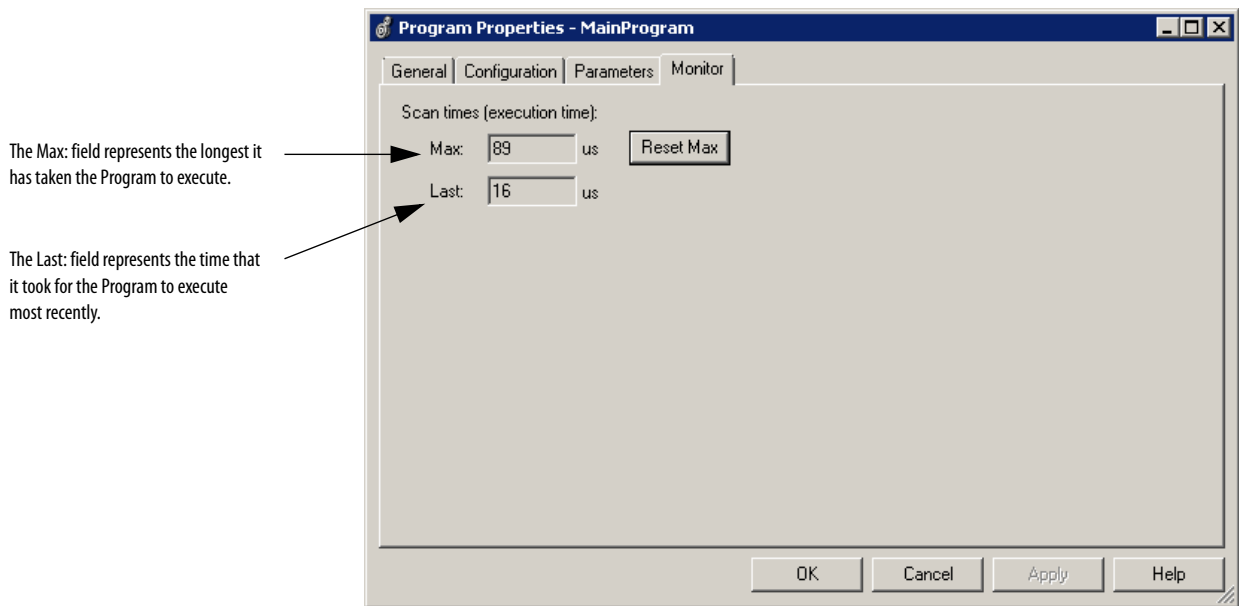 Program Properties - MainProgram
General Configuration Parameters Monitor
Scan times (execution time):
Max: 89 us Reset Max
Last: 16 us
The Max: field represents the longest it
has taken the Program to execute.
The Last: field represents the time that
it took for the Program to execute
most recently.
OK Cancel Apply Help